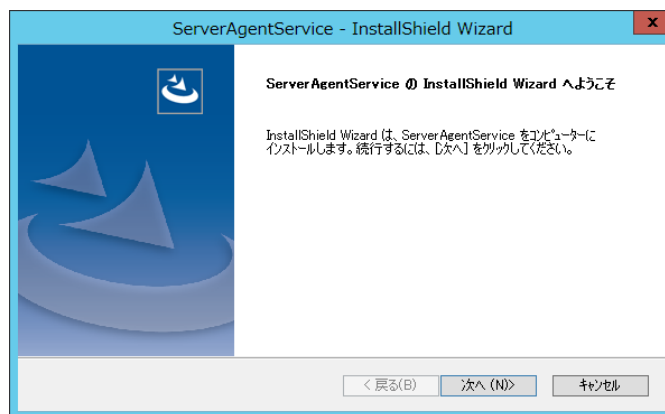 ServerAgentService - InstallShield Wizard
x
ServerAgentService の InstallShield Wizard へようこそ
InstallShield Wizard は、ServerAgentService をコンピューターに
インストールします。続行するには、[次へ] をクリックしてください。
< 戻る(B)
次へ (N)>
キャンセル